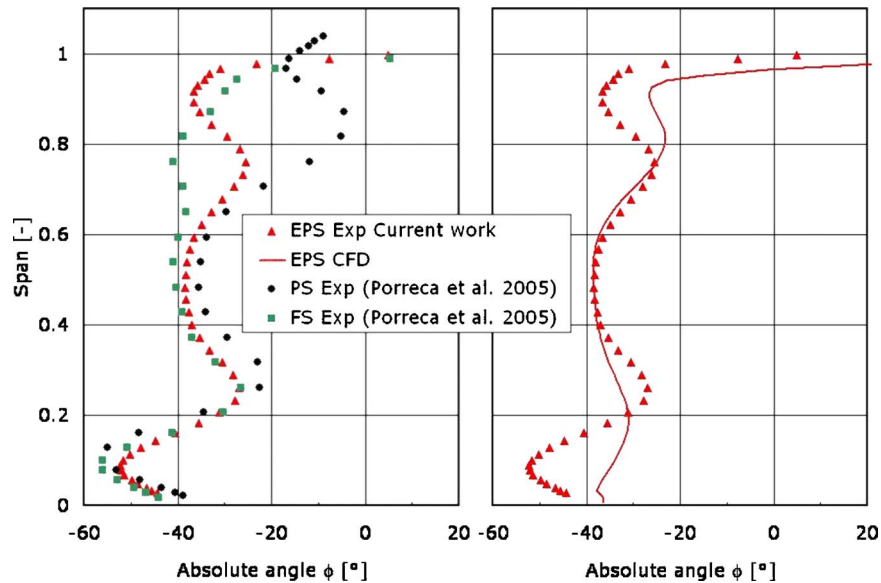 1
0.8
0.6
0.4
0.2
0
Span [-]
-60
-40
-20
0
20
Absolute angle ϕ [°]
EPS Exp Current work
EPS CFD
PS Exp (Porreca et al. 2005)
FS Exp (Porreca et al. 2005)
-60
-40
-20
0
20
Absolute angle ϕ [°]